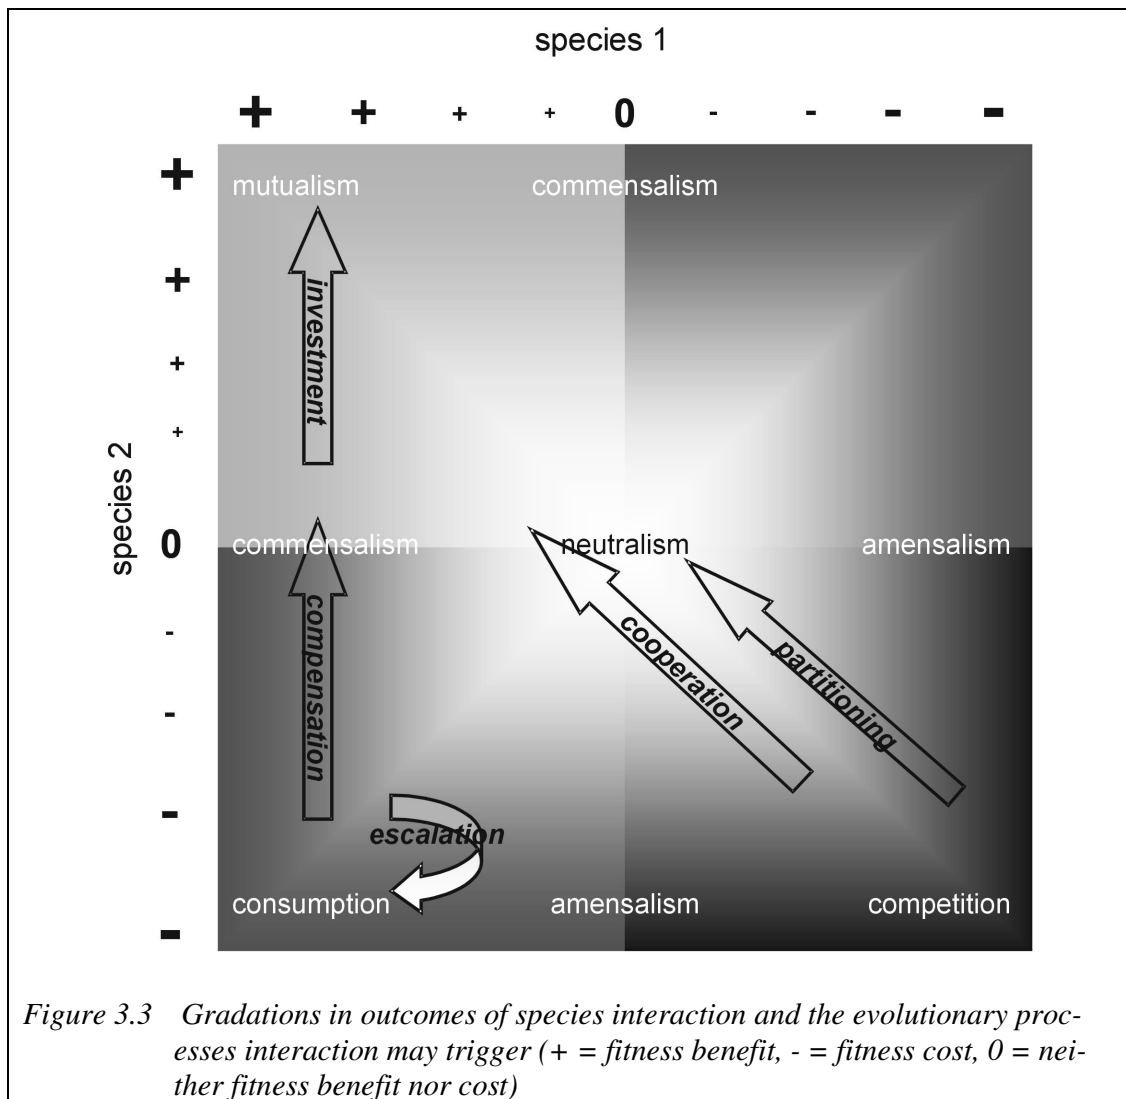 species 1
+ + + + 0 - - - -
+
mutualism commensalism
+
investment
+
+
species 2
0
commensalism neutralism amensalism
-
compensation
cooperation
partitioning
-
-
escalation
consumption amensalism competition
-
Figure 3.3 Gradations in outcomes of species interaction and the evolutionary proc-
esses interaction may trigger (+ = fitness benefit, - = fitness cost, 0 = nei-
ther fitness benefit nor cost)